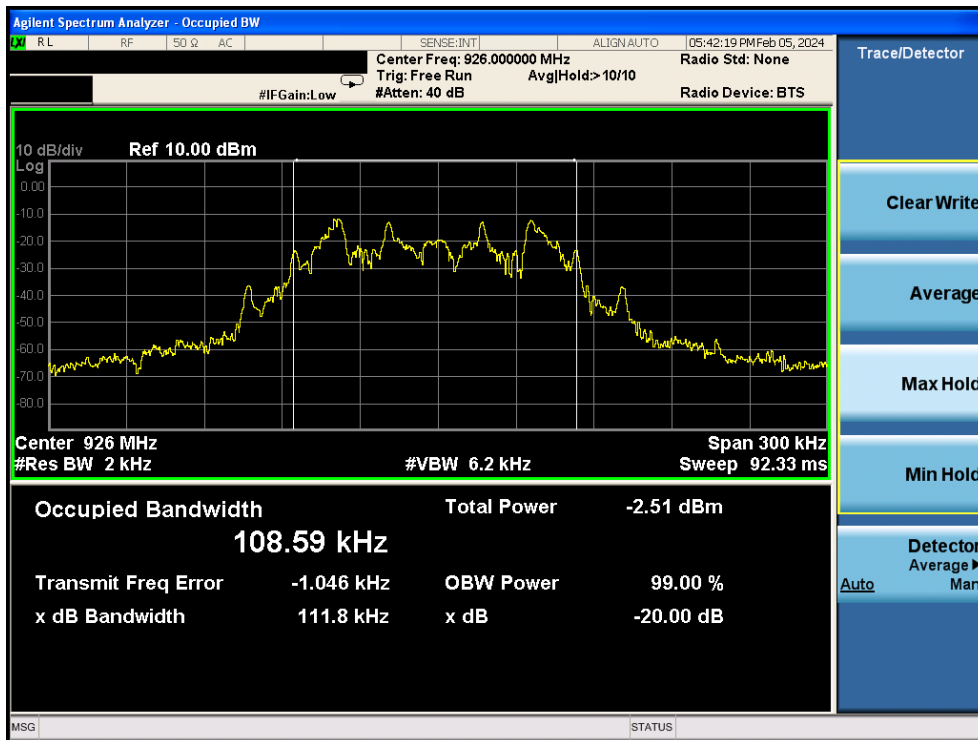 Agilent Spectrum Analyzer - Occupied BW
LXI RL RF 50 Ω AC SENSE:INT ALIGNAUTO 05:42:19 PM Feb 05, 2024
Center Freq: 926.000000 MHz Radio Std: None
Trig: Free Run Avg|Hold:> 10/10
#IFGain:Low #Atten: 40 dB Radio Device: BTS
10 dB/div Ref 10.00 dBm
Log
0.00
-10.0
-20.0
-30.0
-40.0
-50.0
-60.0
-70.0
-80.0
Center 926 MHz Span 300 kHz
#Res BW 2 kHz #VBW 6.2 kHz Sweep 92.33 ms
Occupied Bandwidth Total Power -2.51 dBm
108.59 kHz
Transmit Freq Error -1.046 kHz OBW Power 99.00 %
x dB Bandwidth 111.8 kHz x dB -20.00 dB
MSG STATUS
Trace/Detector
Clear Write
Average
Max Hold
Min Hold
Detector
Average
Auto Man